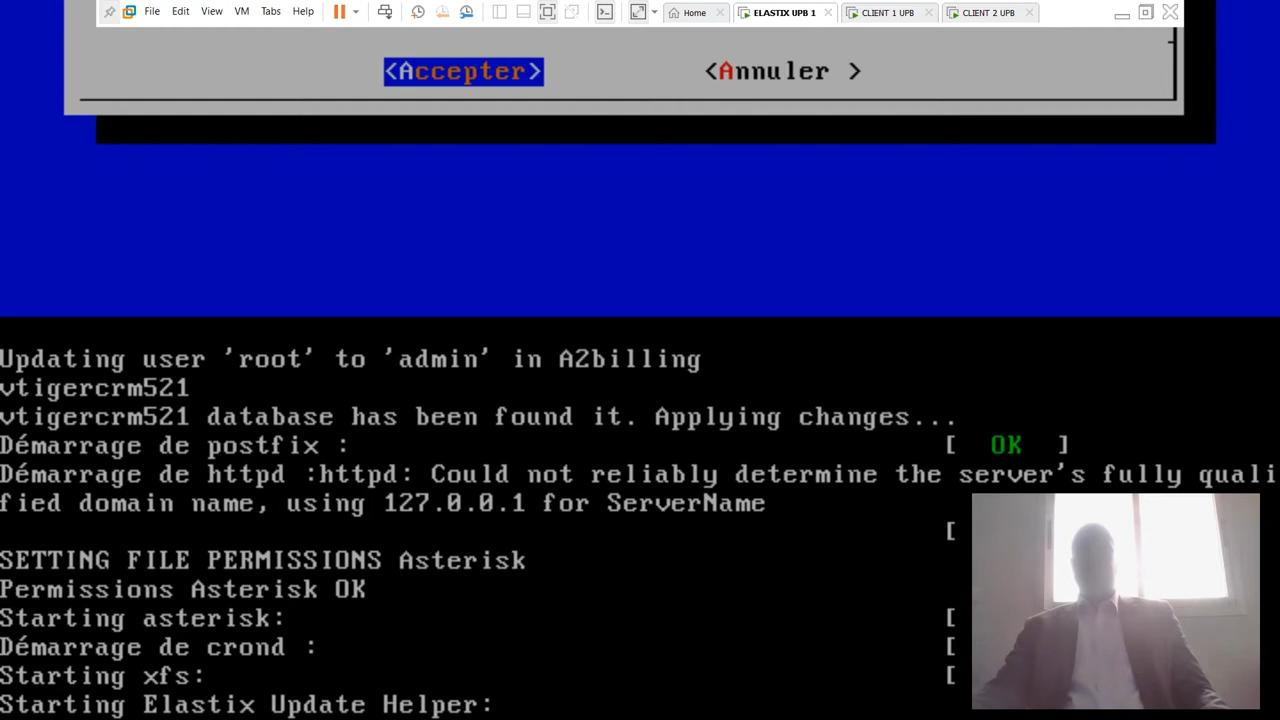 File Edit View VM Tabs Help Home ELASTIX UPB 1 CLIENT 1 UPB CLIENT 2 UPB
<Accepter> <Annuler >
Updating user 'root' to 'admin' in A2billing
vtigercrm521
vtigercrm521 database has been found it. Applying changes...
Démarrage de postfix : [ OK ]
Démarrage de httpd :httpd: Could not reliably determine the server's fully quali
fied domain name, using 127.0.0.1 for ServerName
[
SETTING FILE PERMISSIONS Asterisk
Permissions Asterisk OK
Starting asterisk: [
Démarrage de crond : [
Starting xfs: [
Starting Elastix Update Helper: